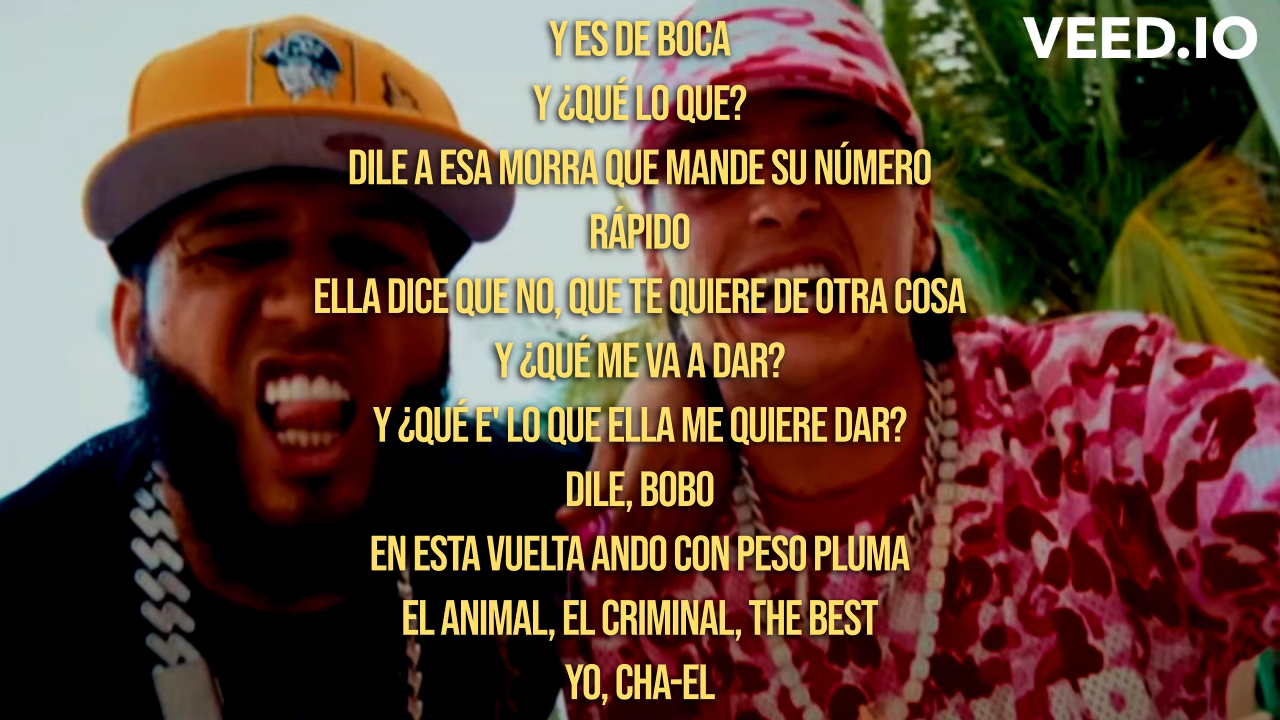 VEED.IO
Y ES DE BOCA
Y ¿QUÉ LO QUE?
DILE A ESA MORRA QUE MANDE SU NÚMERO
RÁPIDO
ELLA DICE QUE NO, QUE TE QUIERE DE OTRA COSA
Y ¿QUÉ ME VA A DAR?
Y ¿QUÉ E' LO QUE ELLA ME QUIERE DAR?
DILE, BOBO
EN ESTA VUELTA ANDO CON PESO PLUMA
EL ANIMAL, EL CRIMINAL, THE BEST
YO, CHA-EL